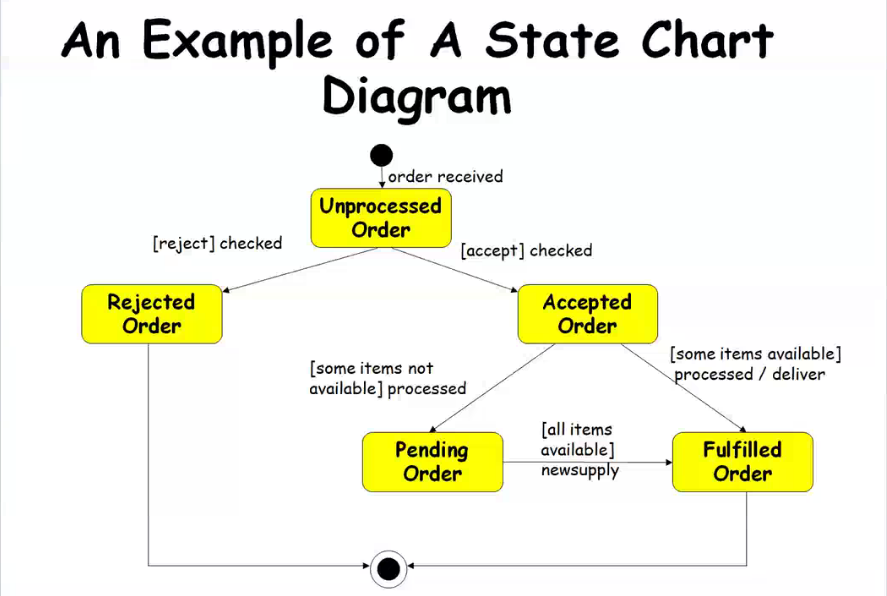 An Example of A State Chart
Diagram
order received
Unprocessed
Order
[reject] checked
[accept] checked
Rejected
Order
Accepted
Order
[some items not
available] processed
[some items available]
processed / deliver
Pending
Order
[all items
available]
newsupply
Fulfilled
Order